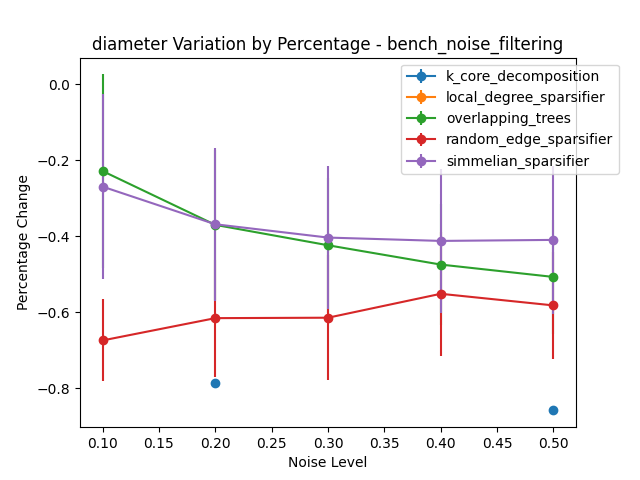 diameter Variation by Percentage - bench_noise_filtering
k_core_decomposition
local_degree_sparsifier
overlapping_trees
random_edge_sparsifier
simmelian_sparsifier
Percentage Change
0.0
−0.2
−0.4
−0.6
−0.8
0.10 0.15 0.20 0.25 0.30 0.35 0.40 0.45 0.50
Noise Level